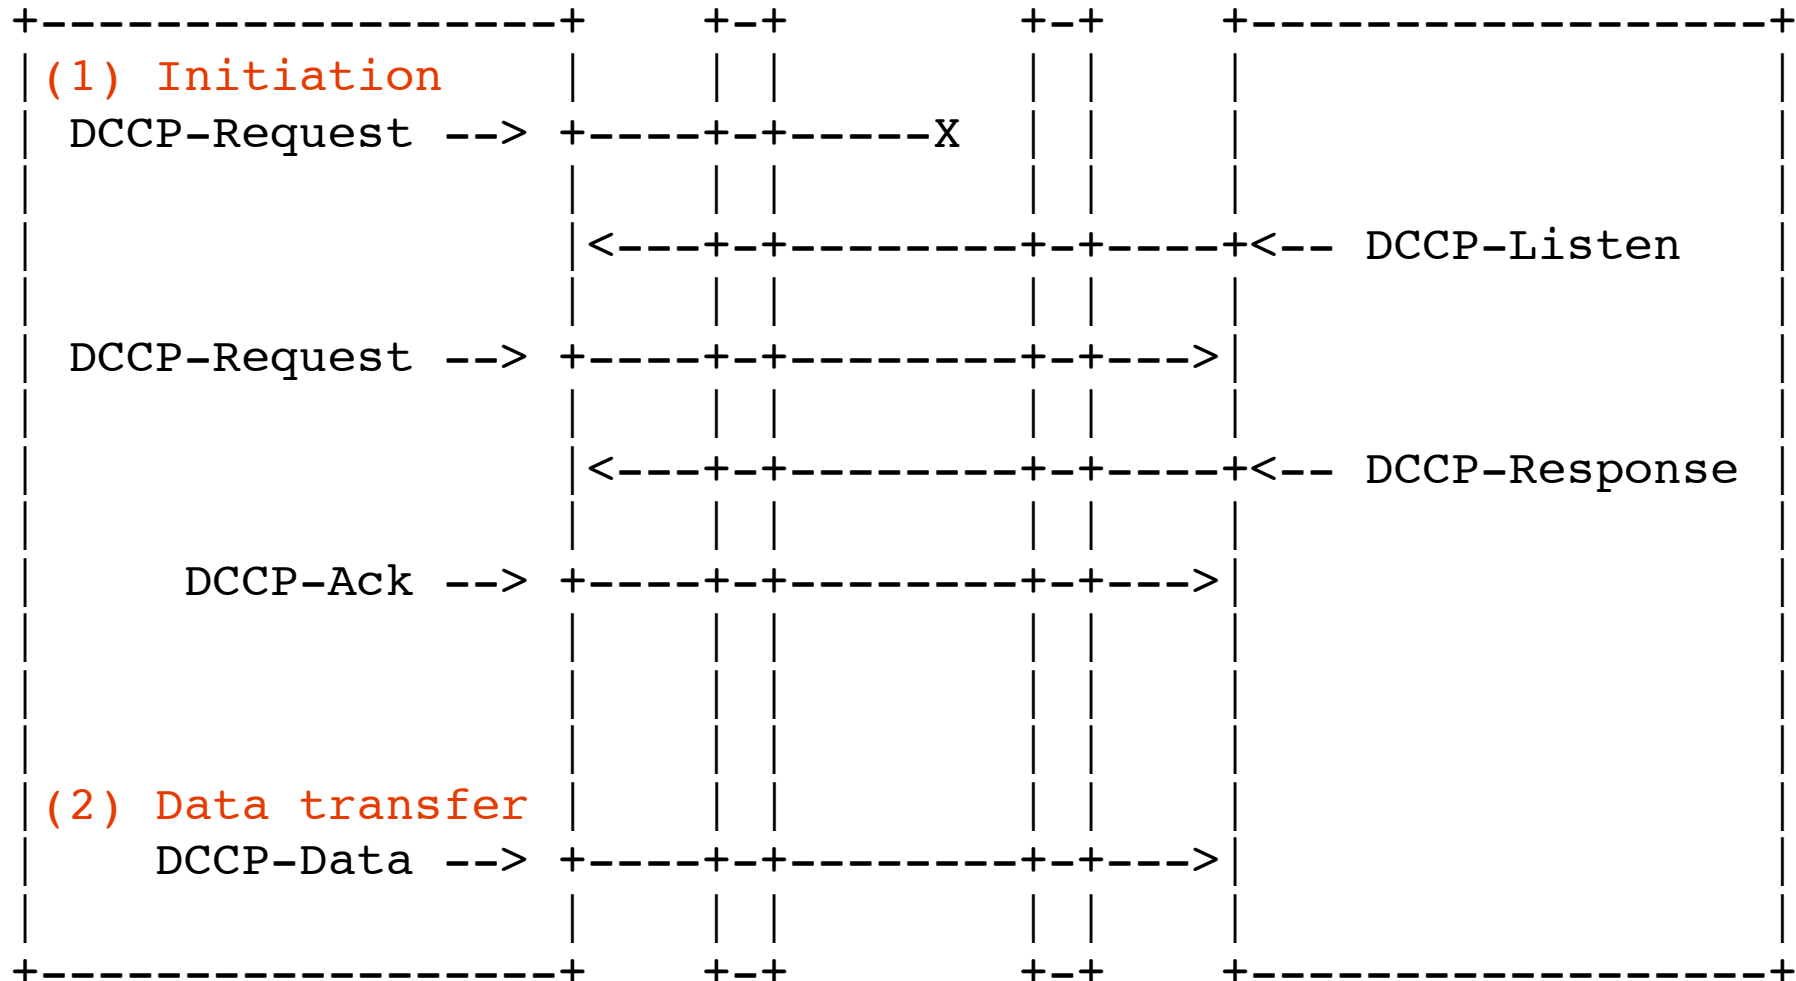 +------------------+    +-+        +-+    +------------------+
|(1) Initiation    |    | |        | |    |                  |
| DCCP-Request --> +----+-+-----X  | |    |                  |
|                  |    | |        | |    |                  |
|                  |<---+-+--------+-+----+<-- DCCP-Listen   |
|                  |    | |        | |    |                  |
| DCCP-Request --> +----+-+--------+-+--->|                  |
|                  |    | |        | |    |                  |
|                  |<---+-+--------+-+----+<-- DCCP-Response |
|                  |    | |        | |    |                  |
|     DCCP-Ack --> +----+-+--------+-+--->|                  |
|                  |    | |        | |    |                  |
|                  |    | |        | |    |                  |
|                  |    | |        | |    |                  |
|(2) Data transfer |    | |        | |    |                  |
|    DCCP-Data --> +----+-+--------+-+--->|                  |
|                  |    | |        | |    |                  |
+------------------+    +-+        +-+    +------------------+